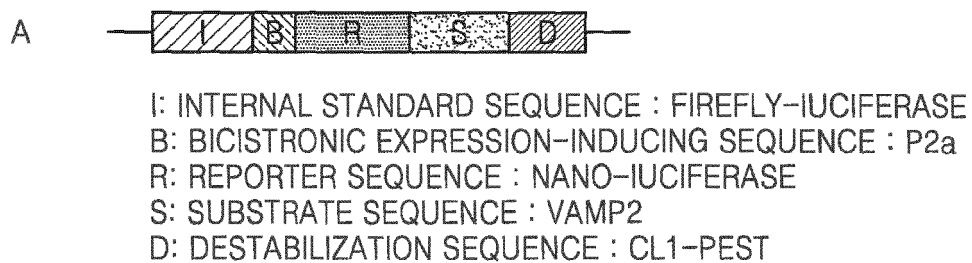 A
I B R S D
I: INTERNAL STANDARD SEQUENCE : FIREFLY-IUCIFERASE
B: BICISTRONIC EXPRESSION-INDUCING SEQUENCE : P2a
R: REPORTER SEQUENCE : NANO-IUCIFERASE
S: SUBSTRATE SEQUENCE : VAMP2
D: DESTABILIZATION SEQUENCE : CL1-PEST